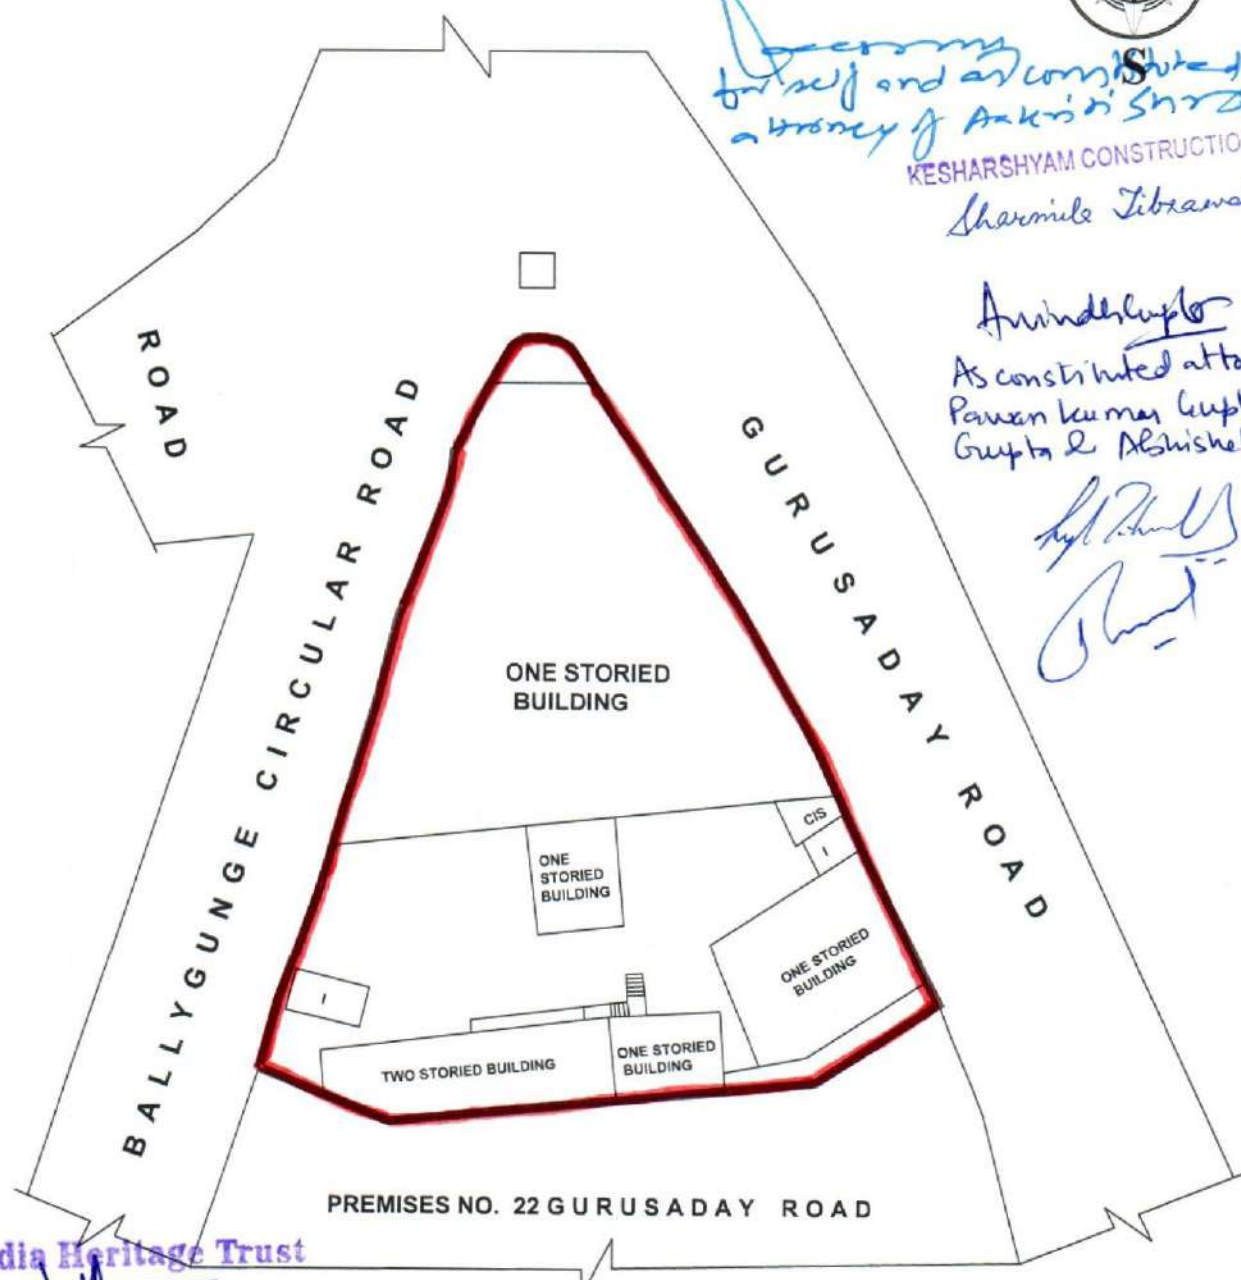 S
for self and as constituted
attorney of
KESHARSHYAM CONSTRUCTIO
Sharmila
As constituted atto
Pawan Kumar Gupt
Gupta & Abhishe
ROAD
BALLYGUNGE CIRCULAR ROAD
GURUSADAY ROAD
ONE STORIED
BUILDING
CIS
I
ONE
STORIED
BUILDING
ONE STORIED
BUILDING
I
TWO STORIED BUILDING
ONE STORIED
BUILDING
PREMISES NO. 22 GURUSADAY ROAD
dia Heritage Trust